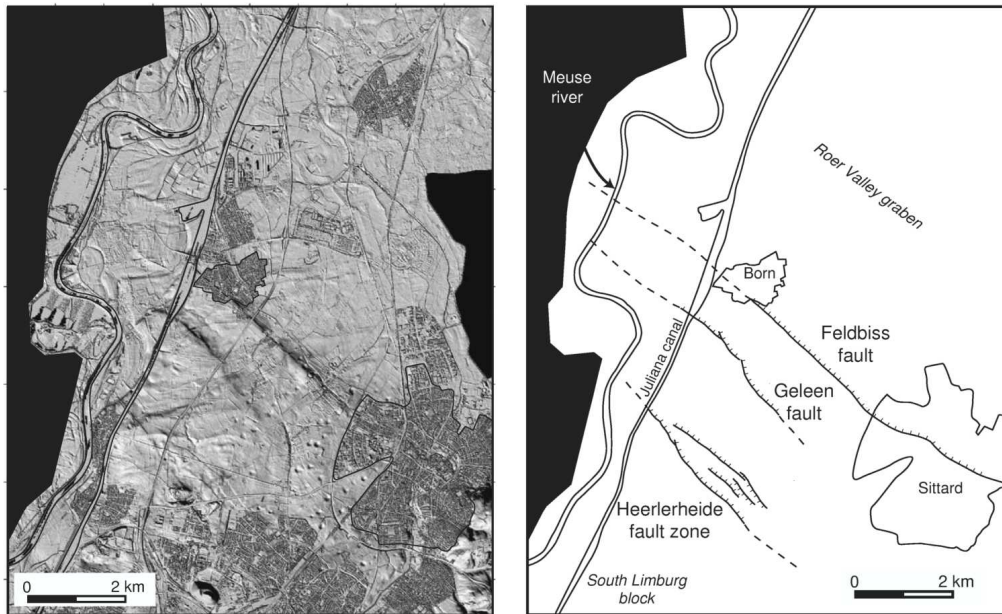 0 2 km
Meuse
river
Roer Valley graben
Born
Juliana canal
Feldbiss
fault
Geleen
fault
Sittard
Heerlerheide
fault zone
South Limburg
block
0 2 km